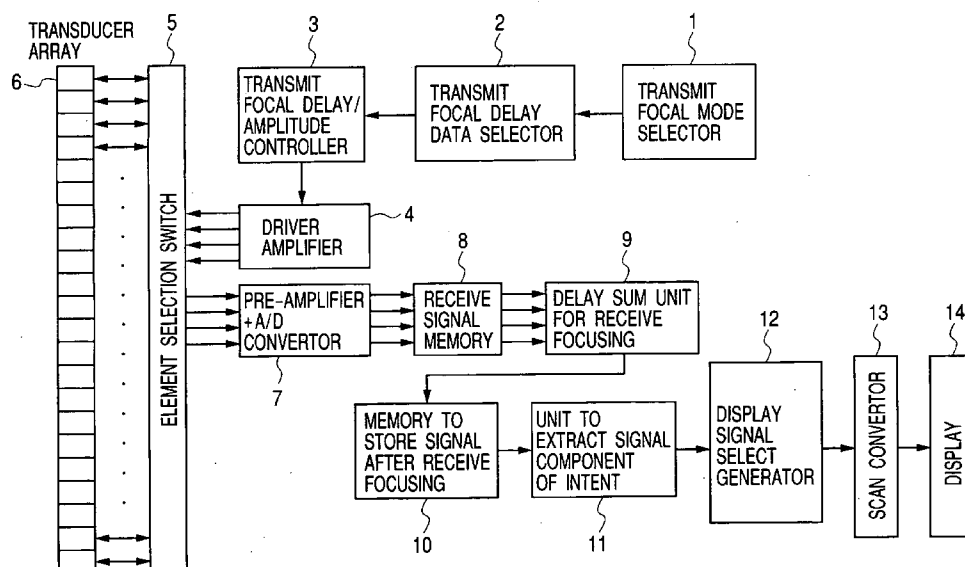 TRANSDUCER
ARRAY
6
5
3
2
1
TRANSMIT
FOCAL DELAY/
AMPLITUDE
CONTROLLER
TRANSMIT
FOCAL DELAY
DATA SELECTOR
TRANSMIT
FOCAL MODE
SELECTOR
ELEMENT SELECTION SWITCH
DRIVER
AMPLIFIER
4
8
9
PRE-AMPLIFIER
+A/D
CONVERTOR
7
RECEIVE
SIGNAL
MEMORY
DELAY SUM UNIT
FOR RECEIVE
FOCUSING
12
13
14
MEMORY TO
STORE SIGNAL
AFTER RECEIVE
FOCUSING
10
UNIT TO
EXTRACT SIGNAL
COMPONENT
OF INTENT
11
DISPLAY
SIGNAL
SELECT
GENERATOR
SCAN CONVERTOR
DISPLAY